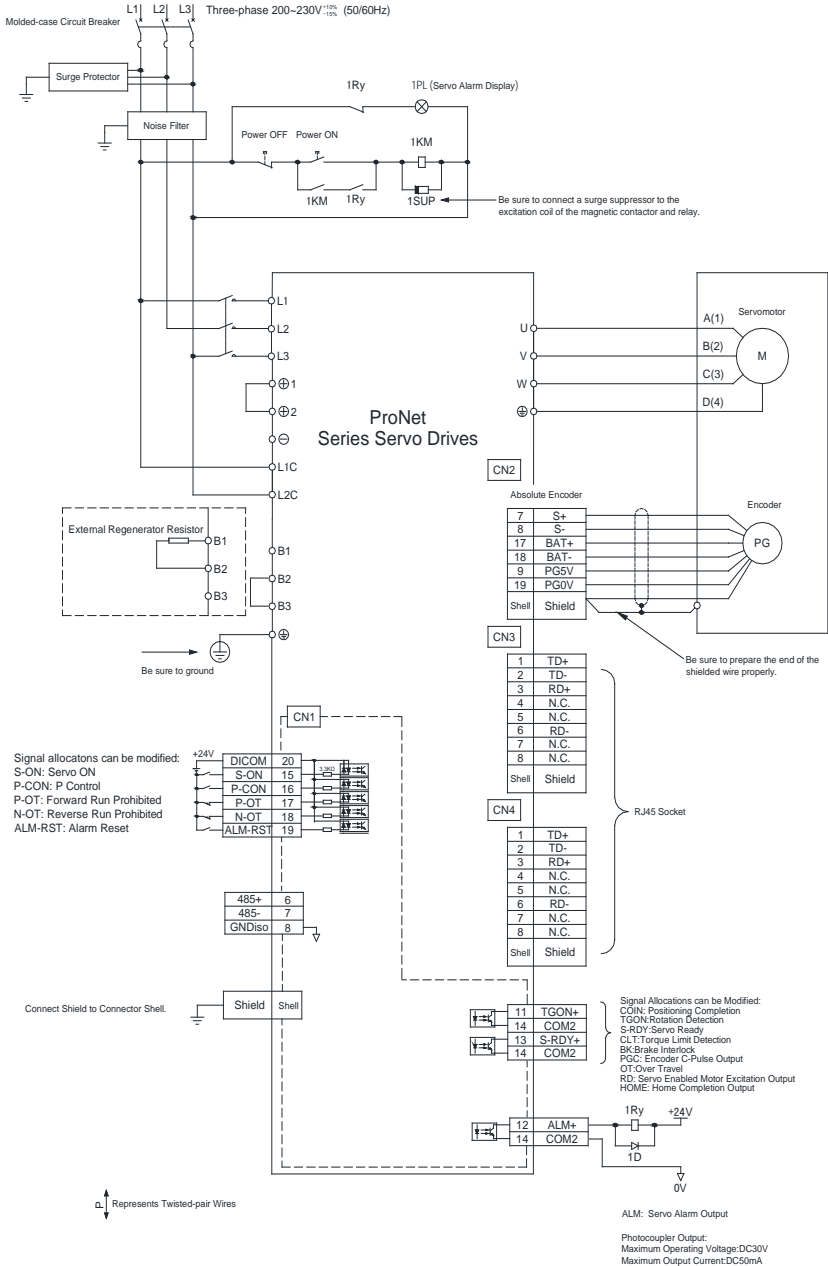 L1 L2 L3 Three-phase 200~230V +10% -15% (50/60Hz)
Molded-case Circuit Breaker
Surge Protector
Noise Filter
1Ry
1PL (Servo Alarm Display)
Power OFF
Power ON
1KM
1KM
1Ry
1SUP
Be sure to connect a surge suppressor to the
excitation coil of the magnetic contactor and relay.
L1
L2
L3
1
2
L1C
L2C
B1
B2
B3
ProNet
Series Servo Drives
U
V
W
A(1)
B(2)
C(3)
D(4)
Servomotor
M
External Regenerator Resistor
B1
B2
B3
Be sure to ground
CN2
Absolute Encoder
7 S+
8 S-
17 BAT+
18 BAT-
9 PG5V
19 PG0V
Shell Shield
Encoder
PG
Be sure to prepare the end of the
shielded wire properly.
CN3
1 TD+
2 TD-
3 RD+
4 N.C.
5 N.C.
6 RD-
7 N.C.
8 N.C.
Shell Shield
CN4
1 TD+
2 TD-
3 RD+
4 N.C.
5 N.C.
6 RD-
7 N.C.
8 N.C.
Shell Shield
RJ45 Socket
CN1
Signal allocatons can be modified:
S-ON: Servo ON
P-CON: P Control
P-OT: Forward Run Prohibited
N-OT: Reverse Run Prohibited
ALM-RST: Alarm Reset
+24V
DICOM 20
S-ON 15
P-CON 16
P-OT 17
N-OT 18
ALM-RST 19
3.3KΩ
485+ 6
485- 7
GNDiso 8
Connect Shield to Connector Shell.
Shield Shell
11 TGON+
14 COM2
13 S-RDY+
14 COM2
Signal Allocations can be Modified:
COIN: Positioning Completion
TGON:Rotation Detection
S-RDY:Servo Ready
CLT:Torque Limit Detection
BK:Brake Interlock
PGC: Encoder C-Pulse Output
OT:Over Travel
RD: Servo Enabled Motor Excitation Output
HOME: Home Completion Output
12 ALM+
14 COM2
1Ry
+24V
1D
0V
ALM: Servo Alarm Output
Photocoupler Output:
Maximum Operating Voltage:DC30V
Maximum Output Current:DC50mA
P Represents Twisted-pair Wires